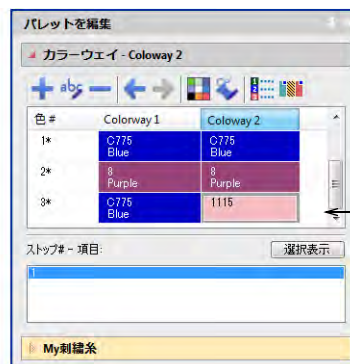 パレットを編集
カラーウェイ - Coloway 2
abc
色 # Colorway 1 Coloway 2
1* C775 C775
Blue Blue
2* 8 8
Purple Purple
3* C775 1115
Blue
ストップ# - 項目: 選択表示
1
My刺繍糸